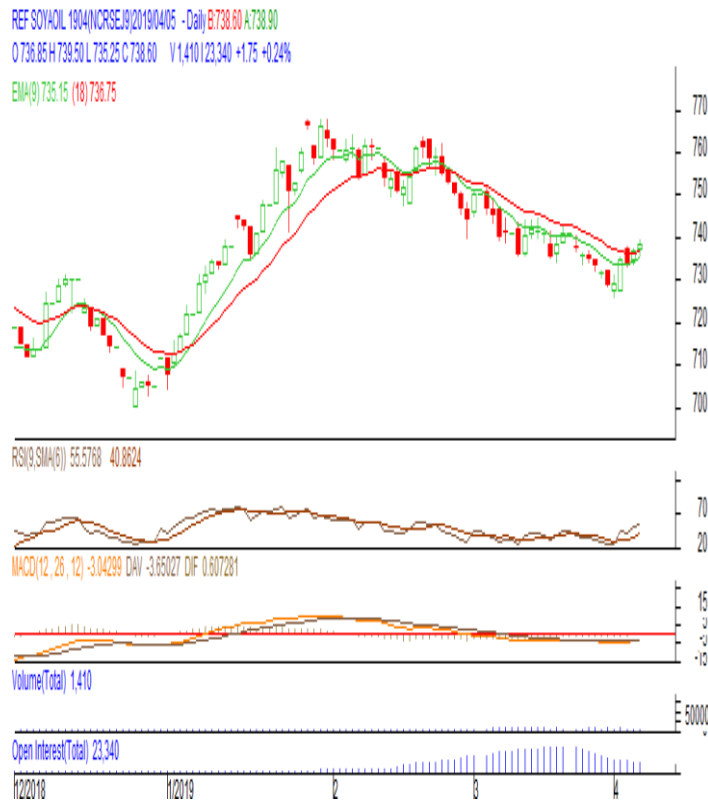 REF SOYAOIL 1904(NCRSEJ9)2019/04/05 - Daily B:738.60 A:738.90
O 736.85 H 739.50 L 735.25 C 738.60 V 1,410 I 23,340 +1.75 +0.24%
EMA(9) 735.15 (18) 736.75
770
760
750
740
730
720
710
700
RSI(9,SMA(6)) 55.5768 40.8624
70
20
MACD(12 , 26 , 12) -3.04299 DAV -3.65027 DIF 0.607281
15
-15
Volume(Total) 1,410
50000
0
Open Interest(Total) 23,340
12/2018 1/2019 2 3 4